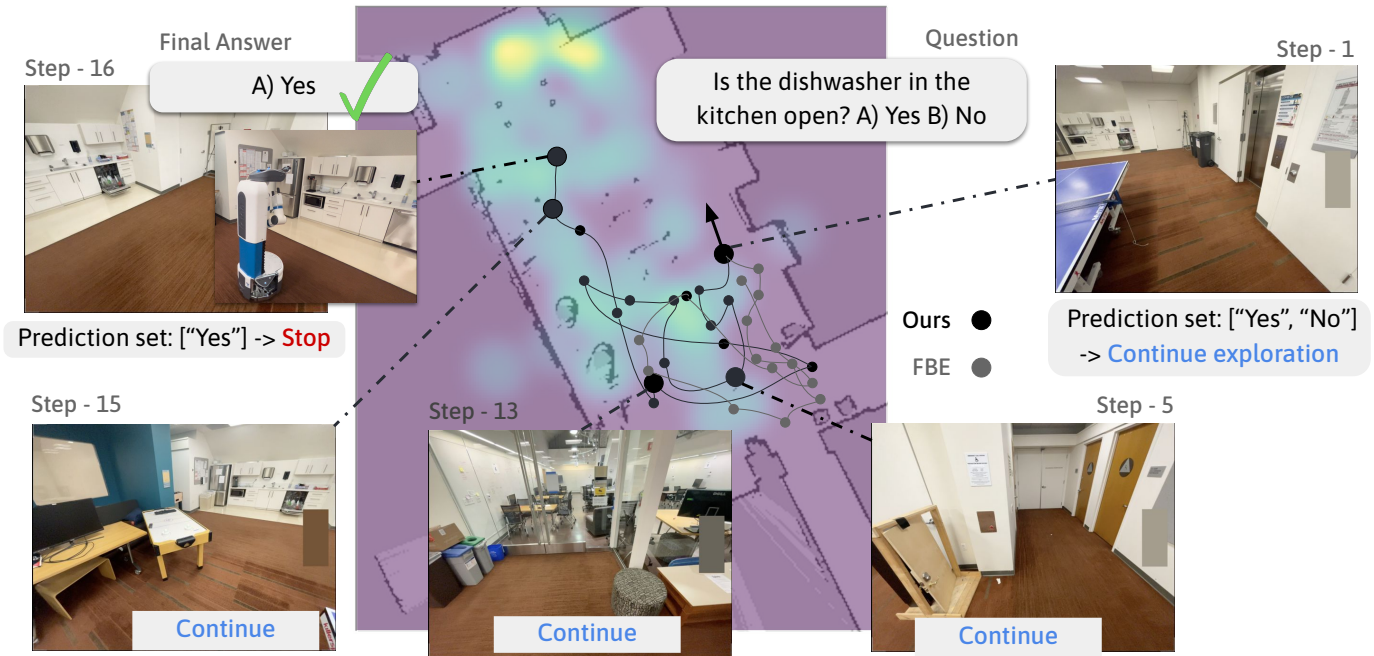 Final Answer
Step - 16
A) Yes
Question
Is the dishwasher in the
kitchen open? A) Yes B) No
Step - 1
Prediction set: ["Yes"] -> Stop
Ours
FBE
Prediction set: ["Yes", "No"]
-> Continue exploration
Step - 15
Step - 13
Step - 5
Continue
Continue
Continue